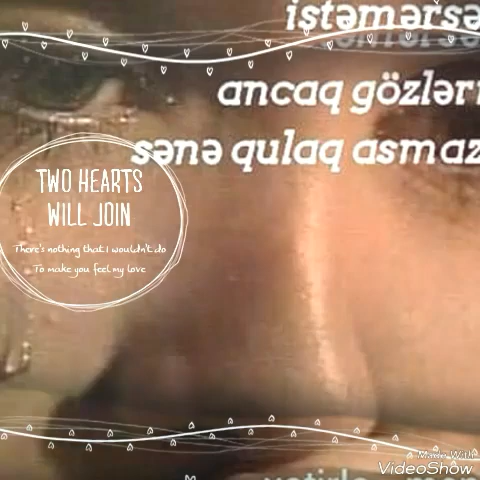 istəmərsə
ancaq gözləri
sənə qulaq asmaz
TWO HEARTS
WILL JOIN
There's nothing that I wouldn't do
To make you feel my love
Made With
VideoShow